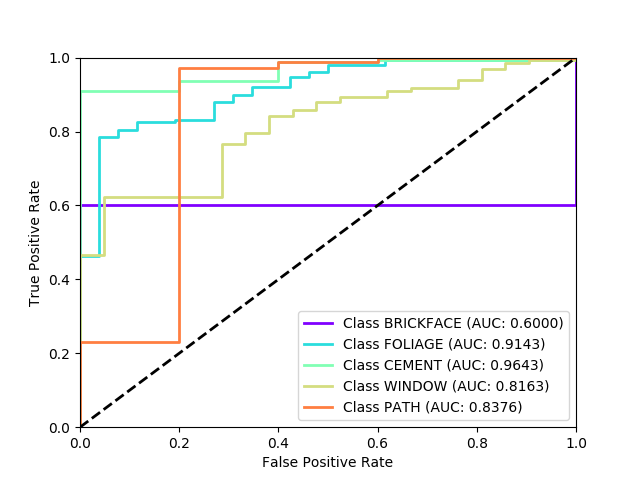 1.0
0.8
0.6
0.4
0.2
0.0
True Positive Rate
Class BRICKFACE (AUC: 0.6000)
Class FOLIAGE (AUC: 0.9143)
Class CEMENT (AUC: 0.9643)
Class WINDOW (AUC: 0.8163)
Class PATH (AUC: 0.8376)
0.0 0.2 0.4 0.6 0.8 1.0
False Positive Rate